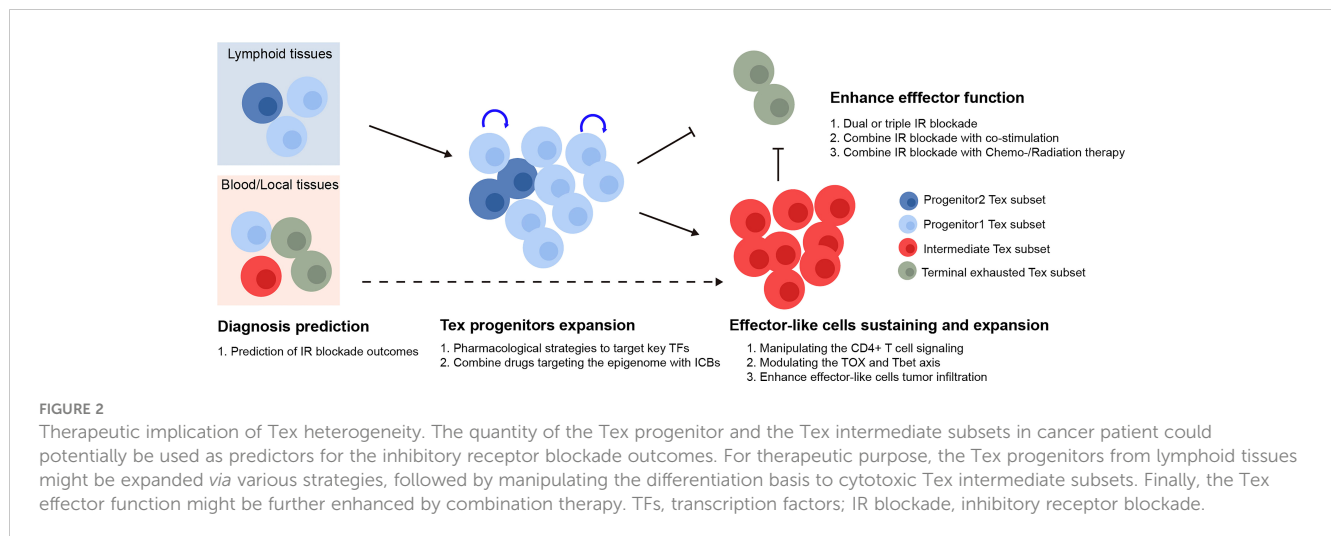 Lymphoid tissues
Blood/Local tissues
Diagnosis prediction
1. Prediction of IR blockade outcomes
Tex progenitors expansion
1. Pharmacological strategies to target key TFs
2. Combine drugs targeting the epigenome with ICBs
Enhance efffector function
1. Dual or triple IR blockade
2. Combine IR blockade with co-stimulation
3. Combine IR blockade with Chemo-/Radiation therapy
Progenitor2 Tex subset
Progenitor1 Tex subset
Intermediate Tex subset
Terminal exhausted Tex subset
Effector-like cells sustaining and expansion
1. Manipulating the CD4+ T cell signaling
2. Modulating the TOX and Tbet axis
3. Enhance effector-like cells tumor infiltration
FIGURE 2
Therapeutic implication of Tex heterogeneity. The quantity of the Tex progenitor and the Tex intermediate subsets in cancer patient could
potentially be used as predictors for the inhibitory receptor blockade outcomes. For therapeutic purpose, the Tex progenitors from lymphoid tissues
might be expanded via various strategies, followed by manipulating the differentiation basis to cytotoxic Tex intermediate subsets. Finally, the Tex
effector function might be further enhanced by combination therapy. TFs, transcription factors; IR blockade, inhibitory receptor blockade.